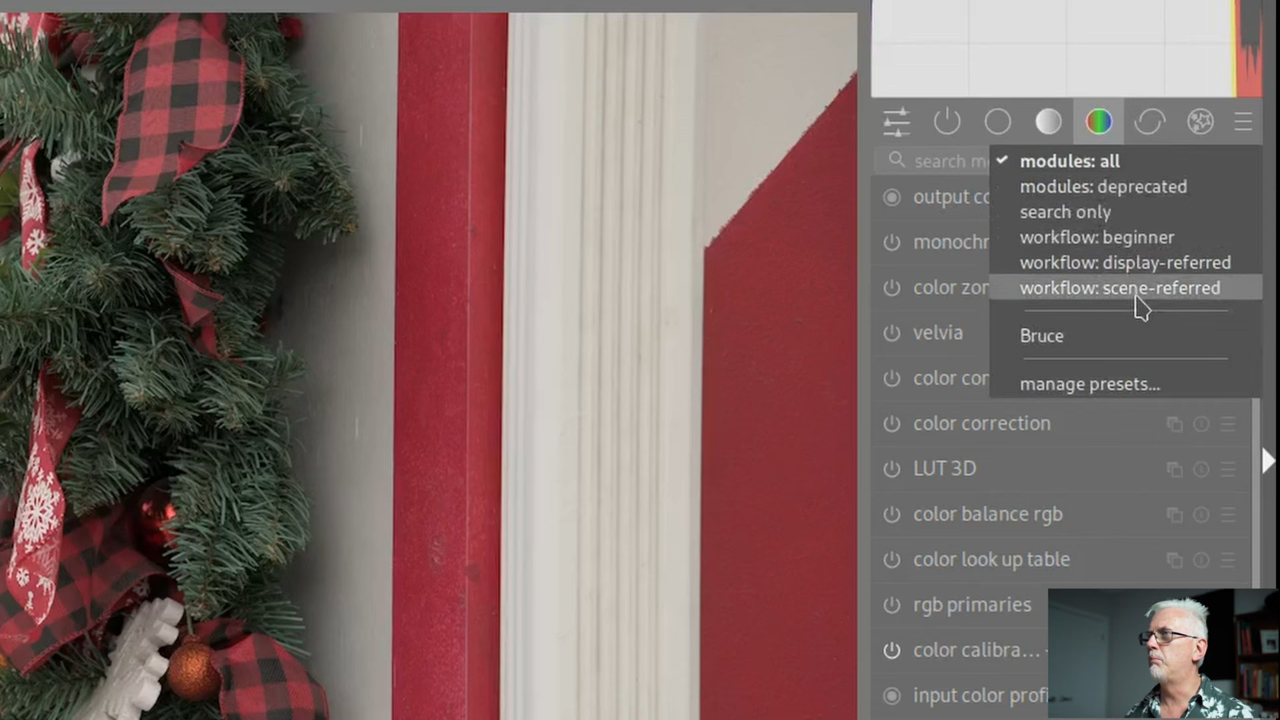 search m
modules: all
modules: deprecated
search only
workflow: beginner
workflow: display-referred
workflow: scene-referred
Bruce
manage presets...
output co
monochr
color zon
velvia
color cor
color correction
LUT 3D
color balance rgb
color look up table
rgb primaries
color calibra... -
input color profi